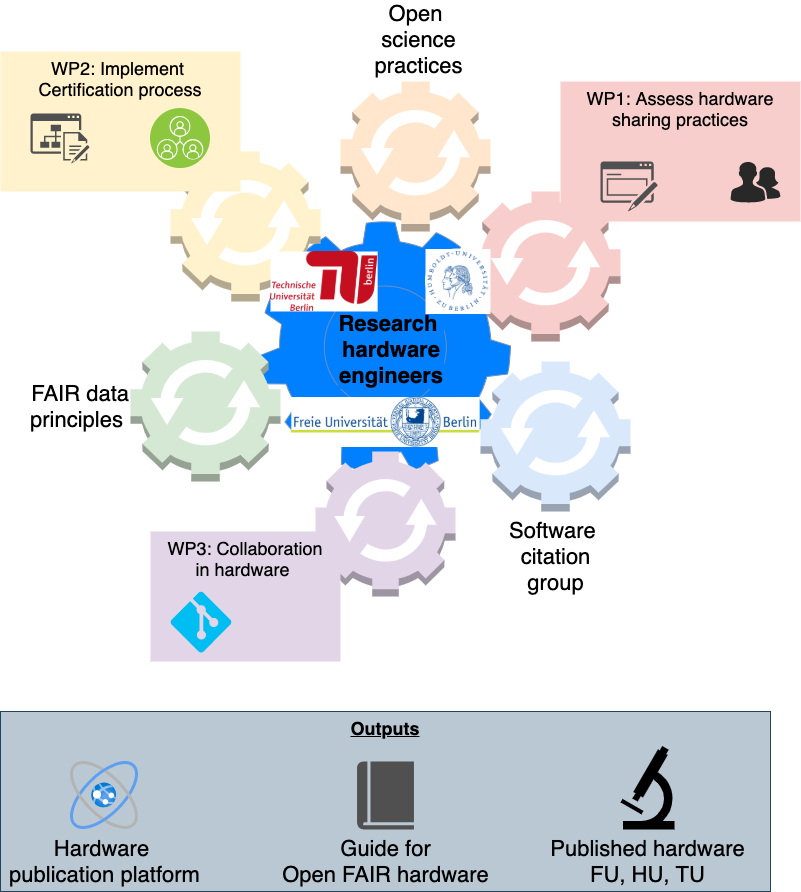 Open
science
practices
WP2: Implement
Certification process
WP1: Assess hardware
sharing practices
Technische
Universität
Berlin
berlin
HUMBOLDT-UNIVERSITÄT
ZU BERLIN
Research
hardware
engineers
FAIR data
principles
Freie Universität Berlin
Software
citation
group
WP3: Collaboration
in hardware
Outputs
Hardware
publication platform
Guide for
Open FAIR hardware
Published hardware
FU, HU, TU